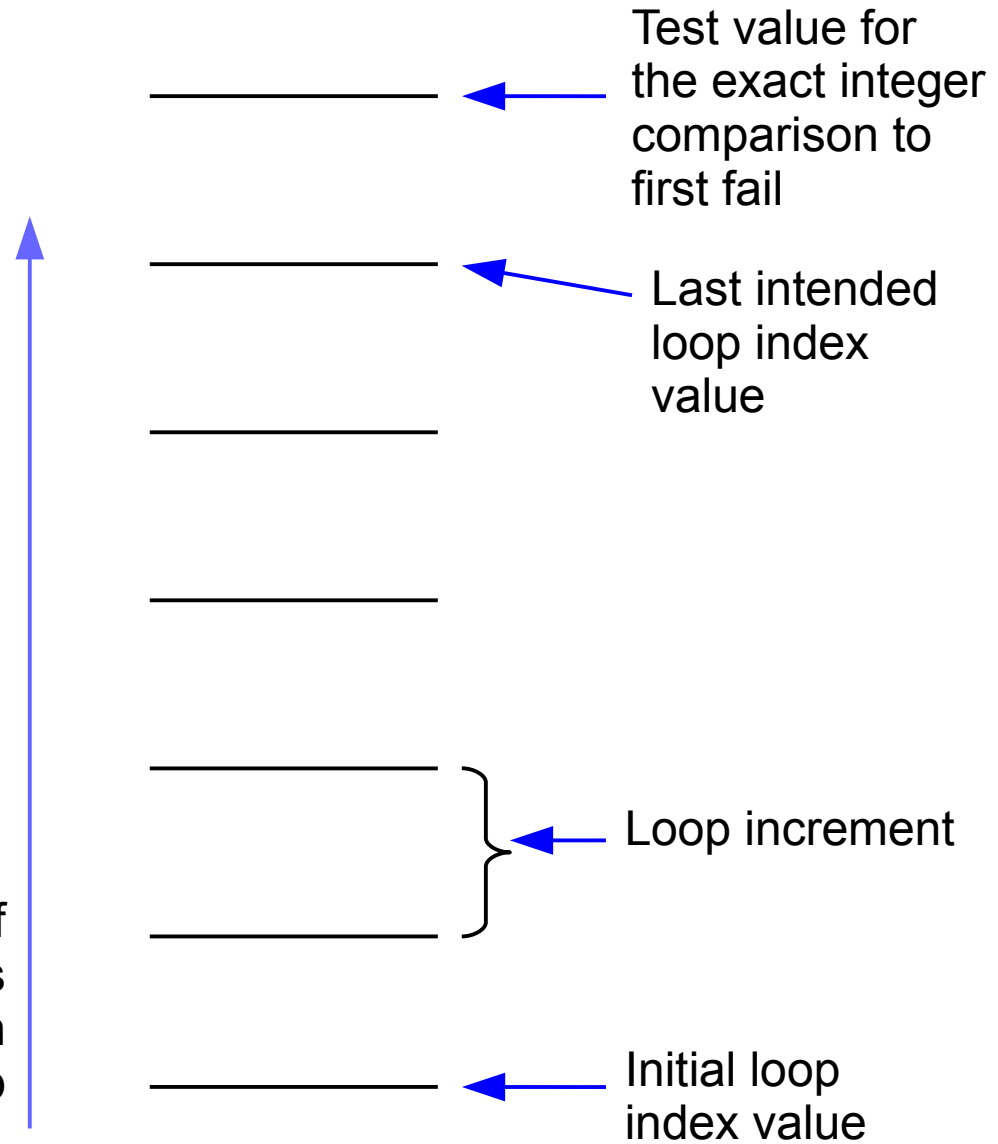 Test value for
the exact integer
comparison to
first fail
Last intended
loop index
value
Loop increment
Initial loop
index value